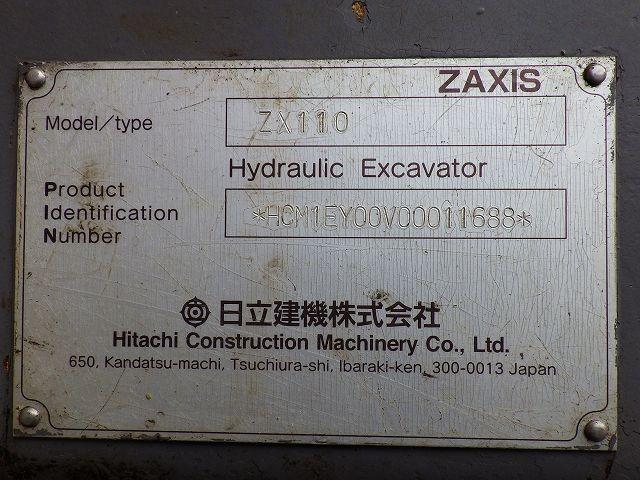 ZAXIS
Model/type ZX110
Hydraulic Excavator
Product
Identification *HCM1EY00V00011688*
Number
日立建機株式会社
Hitachi Construction Machinery Co., Ltd.
650, Kandatsu-machi, Tsuchiura-shi, Ibaraki-ken, 300-0013 Japan